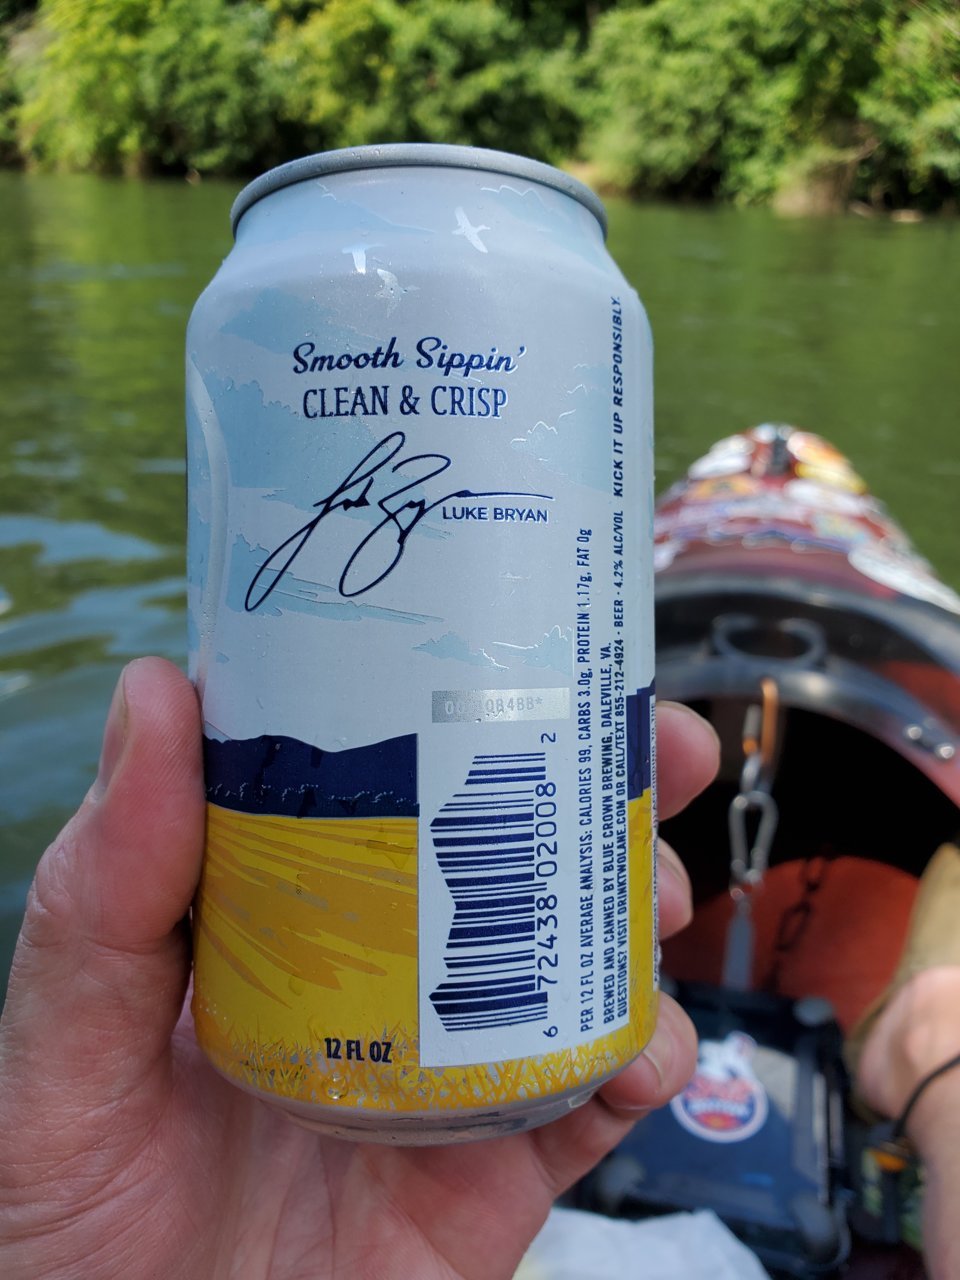 Smooth Sippin'
CLEAN & CRISP
LUKE BRYAN
12 FL OZ
6 72438 02008 2
PER 12 FL OZ AVERAGE ANALYSIS: CALORIES 99, CARBS 3.0g, PROTEIN 1.17g, FAT 0g
BREWED AND CANNED BY BLUE CROWN BREWING, DALEVILLE, VA.
QUESTIONS? VISIT DRINKTWOLANE.COM OR CALL/TEXT 855-212-4924 · BEER · 4.2% ALC/VOL KICK IT UP RESPONSIBLY.